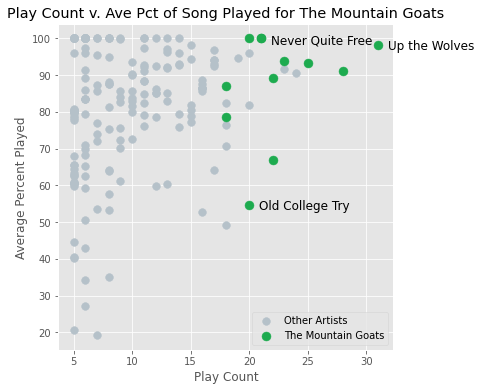 Play Count v. Ave Pct of Song Played for The Mountain Goats
100
90
80
70
60
50
40
30
20
Average Percent Played
Never Quite Free
Up the Wolves
Old College Try
Other Artists
The Mountain Goats
5
10
15
20
25
30
Play Count